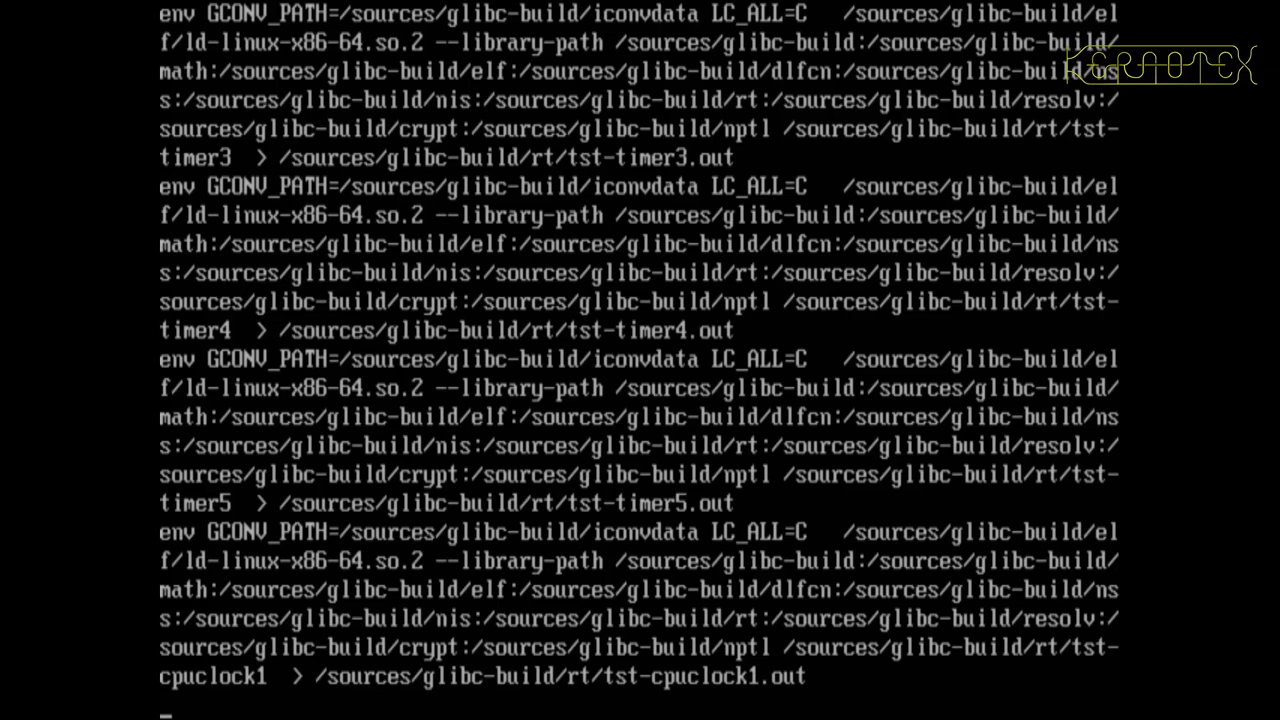 env GCONV_PATH=/sources/glibc-build/iconvdata LC_ALL=C   /sources/glibc-build/el
f/ld-linux-x86-64.so.2 --library-path /sources/glibc-build:/sources/glibc-build/
math:/sources/glibc-build/elf:/sources/glibc-build/dlfcn:/sources/glibc-build/ns
s:/sources/glibc-build/nis:/sources/glibc-build/rt:/sources/glibc-build/resolv:/
sources/glibc-build/crypt:/sources/glibc-build/nptl /sources/glibc-build/rt/tst-
timer3  > /sources/glibc-build/rt/tst-timer3.out
env GCONV_PATH=/sources/glibc-build/iconvdata LC_ALL=C   /sources/glibc-build/el
f/ld-linux-x86-64.so.2 --library-path /sources/glibc-build:/sources/glibc-build/
math:/sources/glibc-build/elf:/sources/glibc-build/dlfcn:/sources/glibc-build/ns
s:/sources/glibc-build/nis:/sources/glibc-build/rt:/sources/glibc-build/resolv:/
sources/glibc-build/crypt:/sources/glibc-build/nptl /sources/glibc-build/rt/tst-
timer4  > /sources/glibc-build/rt/tst-timer4.out
env GCONV_PATH=/sources/glibc-build/iconvdata LC_ALL=C   /sources/glibc-build/el
f/ld-linux-x86-64.so.2 --library-path /sources/glibc-build:/sources/glibc-build/
math:/sources/glibc-build/elf:/sources/glibc-build/dlfcn:/sources/glibc-build/ns
s:/sources/glibc-build/nis:/sources/glibc-build/rt:/sources/glibc-build/resolv:/
sources/glibc-build/crypt:/sources/glibc-build/nptl /sources/glibc-build/rt/tst-
timer5  > /sources/glibc-build/rt/tst-timer5.out
env GCONV_PATH=/sources/glibc-build/iconvdata LC_ALL=C   /sources/glibc-build/el
f/ld-linux-x86-64.so.2 --library-path /sources/glibc-build:/sources/glibc-build/
math:/sources/glibc-build/elf:/sources/glibc-build/dlfcn:/sources/glibc-build/ns
s:/sources/glibc-build/nis:/sources/glibc-build/rt:/sources/glibc-build/resolv:/
sources/glibc-build/crypt:/sources/glibc-build/nptl /sources/glibc-build/rt/tst-
cpuclock1  > /sources/glibc-build/rt/tst-cpuclock1.out